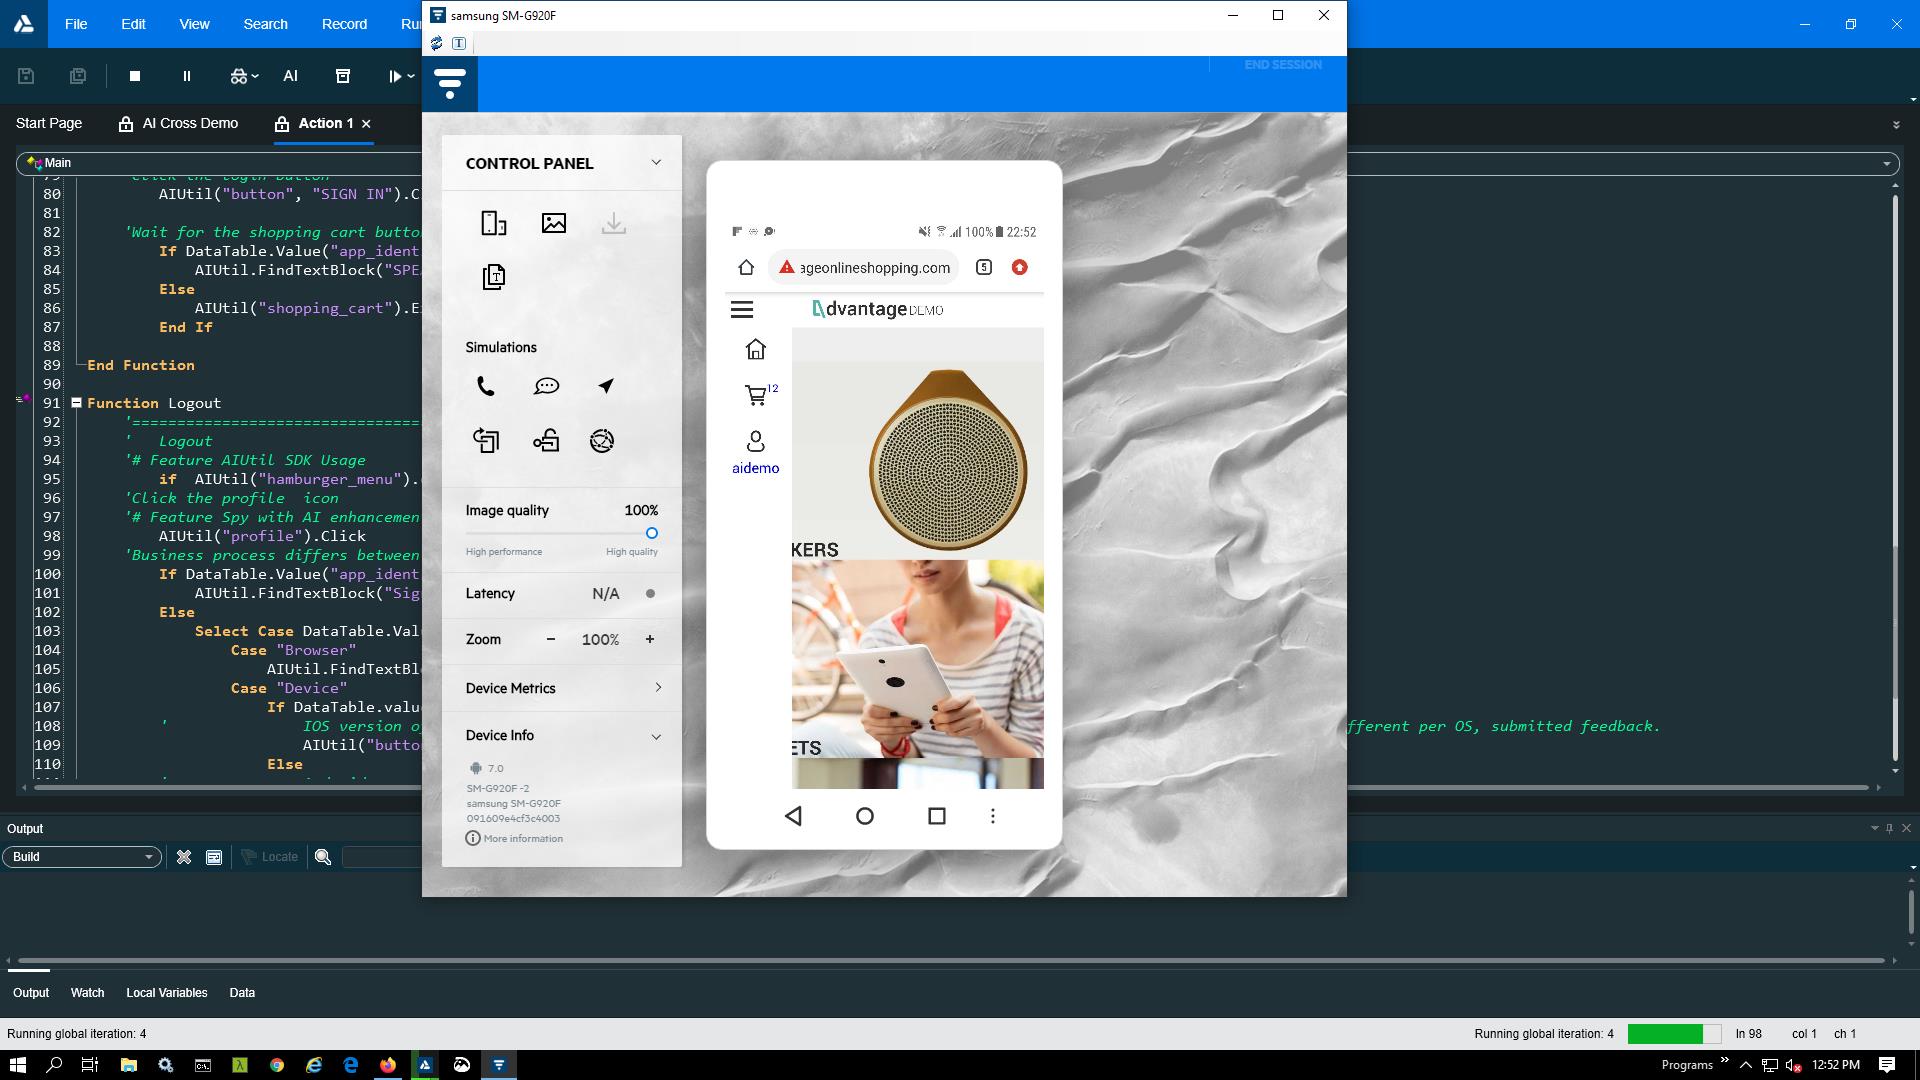 samsung SM-G920F
File Edit View Search Record Ru
END SESSION
AI
Start Page AI Cross Demo Action 1
Main
80 AIUtil("button", "SIGN IN").C
81
82 'Wait for the shopping cart butto
83 If DataTable.Value("app_ident
84 AIUtil.FindTextBlock("SPE
85 Else
86 AIUtil("shopping_cart").E
87 End If
88
89 End Function
90
91 Function Logout
92 '================================
93 ' Logout
94 '# Feature AIUtil SDK Usage
95 if AIUtil("hamburger_menu").
96 'Click the profile icon
97 '# Feature Spy with AI enhancemen
98 AIUtil("profile").Click
99 'Business process differs between
100 If DataTable.Value("app_ident
101 AIUtil.FindTextBlock("Sig
102 Else
103 Select Case DataTable.Val
104 Case "Browser"
105 AIUtil.FindTextBl
106 Case "Device"
107 If DataTable.valu
108 ' IOS version o
fferent per OS, submitted feedback.
109 AIUtil("butto
110 Else
CONTROL PANEL
Simulations
Image quality 100%
High performance High quality
Latency N/A
Zoom - 100% +
Device Metrics
Device Info
7.0
SM-G920F -2
samsung SM-G920F
091609e4cf3c4003
More information
100% 22:52
ageonlineshopping.com 5
dvantage DEMO
12
aidemo
KERS
ETS
Output
Build Locate
Output Watch Local Variables Data
Running global iteration: 4
Running global iteration: 4 ln 98 col 1 ch 1
Programs 12:52 PM